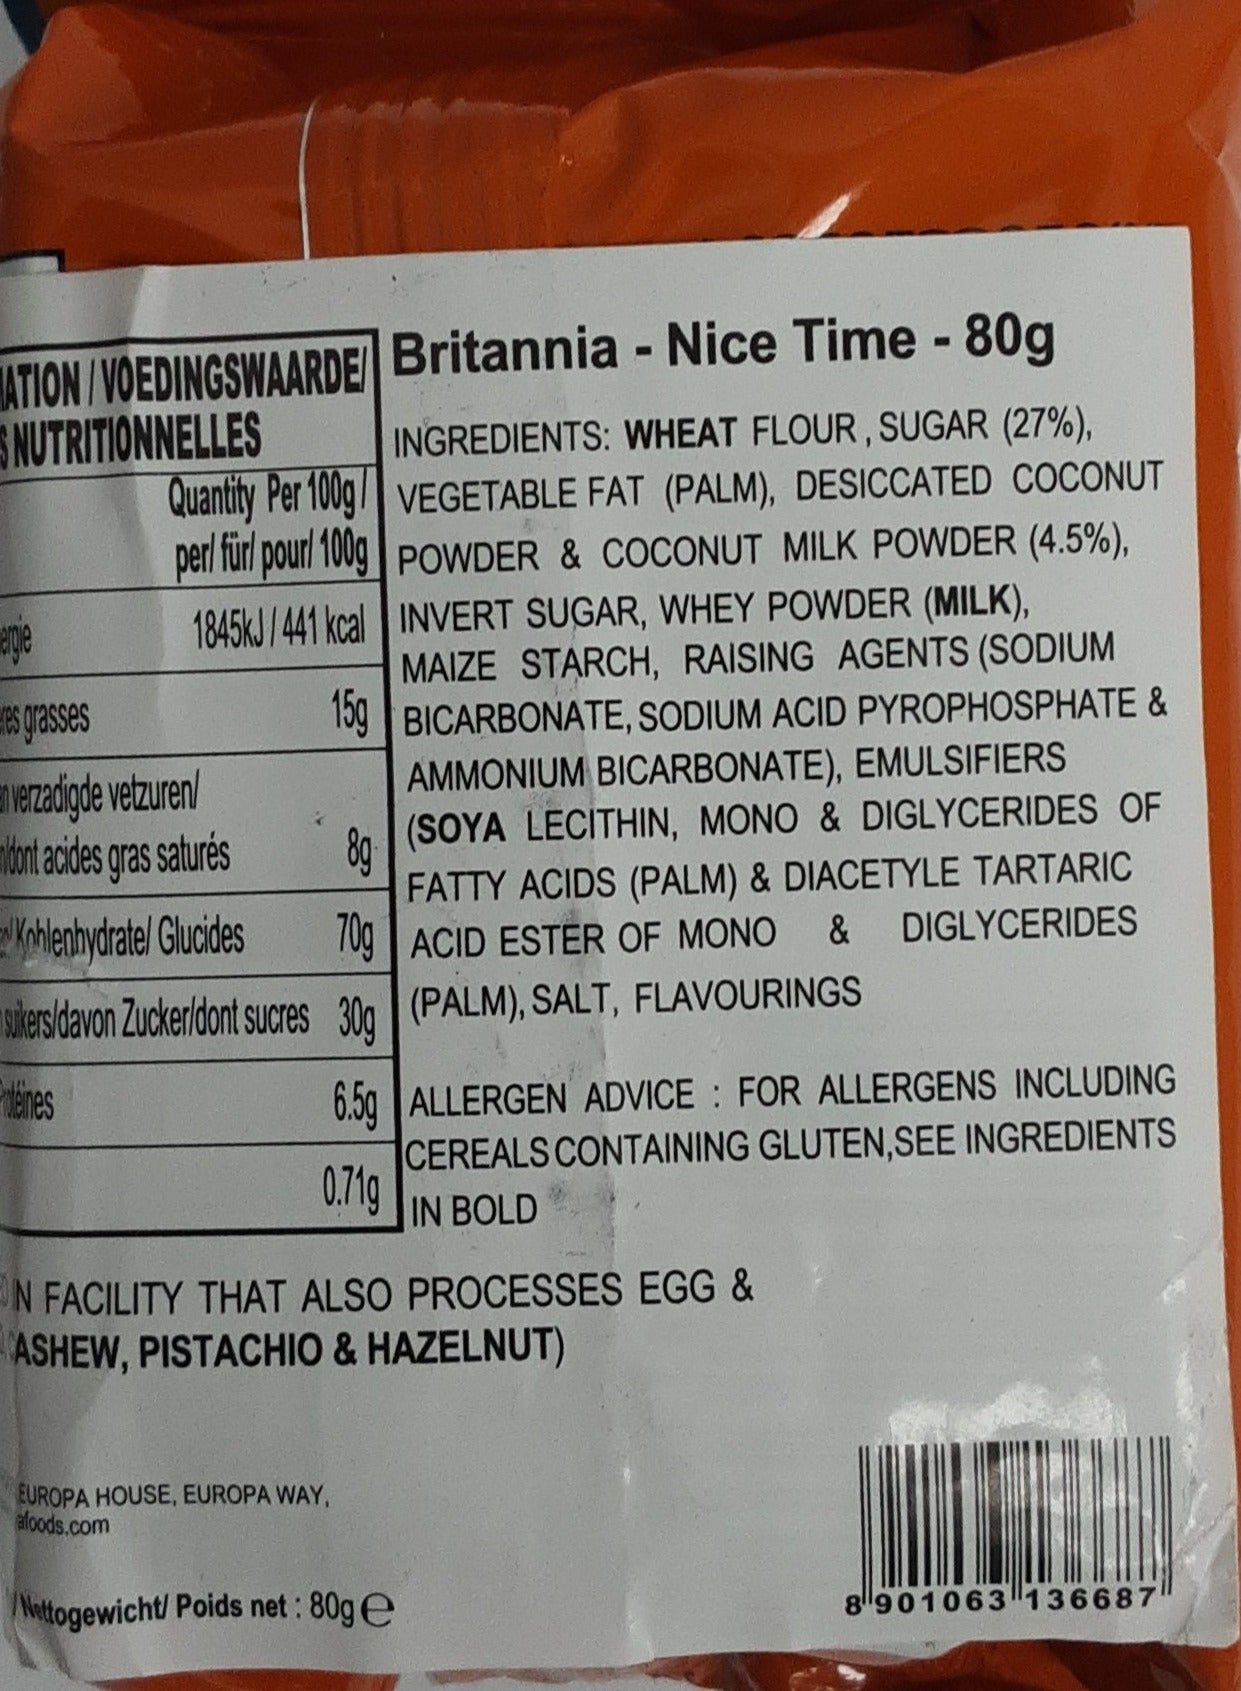 VOEDINGSWAARDE/
NUTRITIONNELLES
Quantity Per 100g /
per/ für/ pour/ 100g
1845kJ / 441 kcal
grasses
15g
verzadigde vetzuren/
dont acides gras saturés
8g
Kohlenhydrate/ Glucides
70g
suikers/davon Zucker/dont sucres
30g
6.5g
0.71g
Britannia - Nice Time - 80g
INGREDIENTS: WHEAT FLOUR , SUGAR (27%),
VEGETABLE FAT (PALM), DESICCATED COCONUT
POWDER & COCONUT MILK POWDER (4.5%),
INVERT SUGAR, WHEY POWDER (MILK),
MAIZE STARCH, RAISING AGENTS (SODIUM
BICARBONATE, SODIUM ACID PYROPHOSPHATE &
AMMONIUM BICARBONATE), EMULSIFIERS
(SOYA LECITHIN, MONO & DIGLYCERIDES OF
FATTY ACIDS (PALM) & DIACETYLE TARTARIC
ACID ESTER OF MONO & DIGLYCERIDES
(PALM), SALT, FLAVOURINGS
ALLERGEN ADVICE : FOR ALLERGENS INCLUDING
CEREALS CONTAINING GLUTEN,SEE INGREDIENTS
IN BOLD
IN FACILITY THAT ALSO PROCESSES EGG &
CASHEW, PISTACHIO & HAZELNUT)
EUROPA HOUSE, EUROPA WAY,
afoods.com
/Nettogewicht/ Poids net : 80g e
8 901063 136687